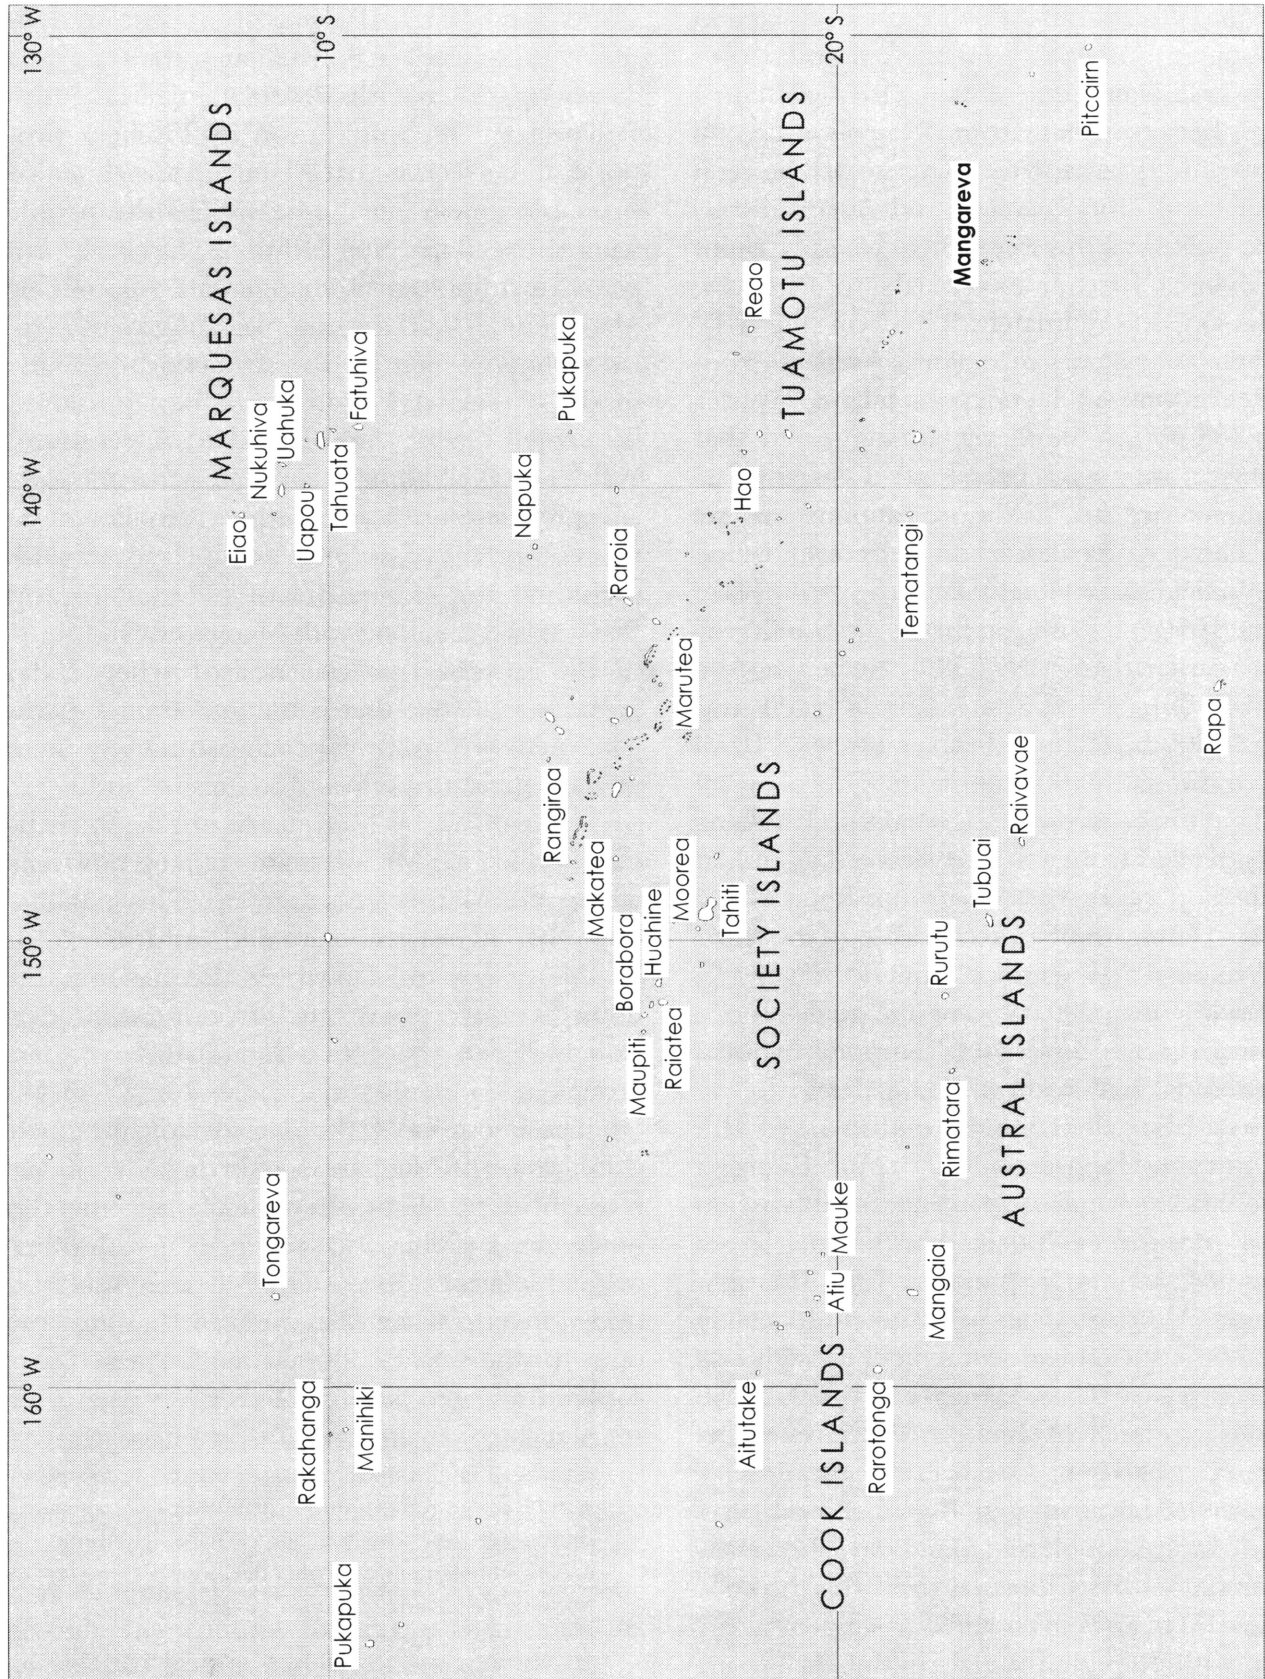 160° W
150° W
140° W
130° W
10° S
20° S
MARQUESAS ISLANDS
Eiao
Nukuhiva
Uahuka
Uapou
Tahuata
Fatuhiva
Tongareva
Rakahanga
Pukapuka
Manihiki
Napuka
Pukapuka
Rangiroa
Makatea
Raroia
Borabora
Maupiti
Huahine
Raiatea
Moorea
Marutea
Tahiti
Hao
Reao
Aitutake
SOCIETY ISLANDS
TUAMOTU ISLANDS
COOK ISLANDS
Atiu
Mauke
Rarotonga
Tematangi
Mangaia
Rurutu
Rimatara
Mangareva
Tubuai
AUSTRAL ISLANDS
Raivavae
Pitcairn
Rapa